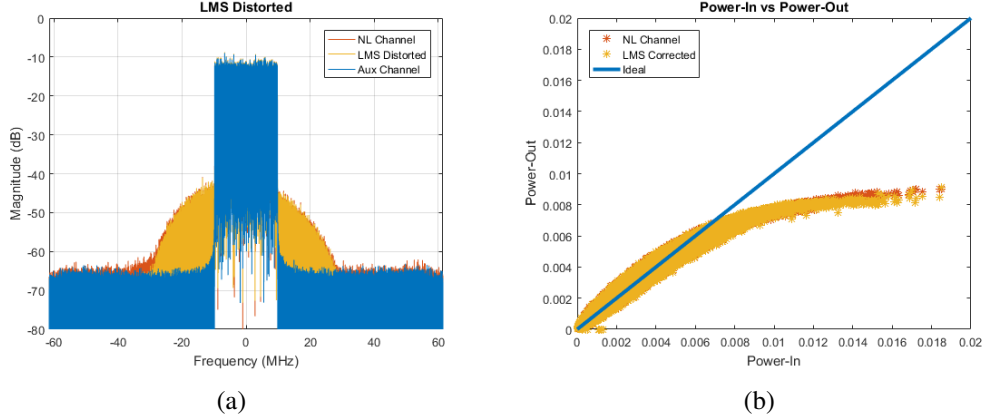 LMS Distorted
NL Channel
LMS Distorted
Aux Channel
0
-10
-20
-30
-40
-50
-60
-70
-80
Magnitude (dB)
-60
-40
-20
0
20
40
60
Frequency (MHz)
(a)
Power-In vs Power-Out
NL Channel
LMS Corrected
Ideal
0.02
0.018
0.016
0.014
0.012
0.01
0.008
0.006
0.004
0.002
0
Power-Out
0
0.002
0.004
0.006
0.008
0.01
0.012
0.014
0.016
0.018
0.02
Power-In
(b)